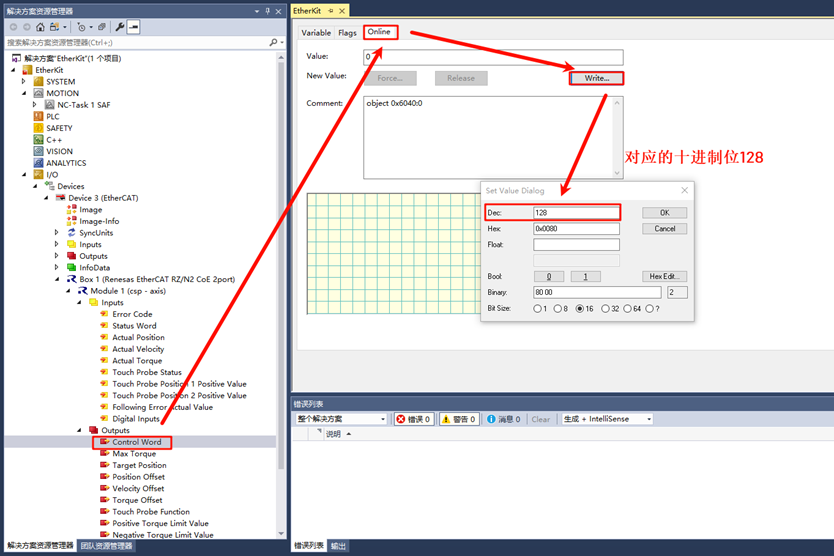 解决方案资源管理器
搜索解决方案资源管理器(Ctrl+;)
解决方案"EtherKit"(1 个项目)
EtherKit
SYSTEM
MOTION
NC-Task 1 SAF
PLC
SAFETY
C++
VISION
ANALYTICS
I/O
Devices
Device 3 (EtherCAT)
Image
Image-Info
SyncUnits
Inputs
Outputs
InfoData
Box 1 (Renesas EtherCAT RZ/N2 CoE 2port)
Module 1 (csp - axis)
Inputs
Error Code
Status Word
Actual Position
Actual Velocity
Actual Torque
Touch Probe Status
Touch Probe Position 1 Positive Value
Touch Probe Position 2 Positive Value
Following Error Actual Value
Digital Inputs
Outputs
Control Word
Max Torque
Target Position
Position Offset
Velocity Offset
Torque Offset
Touch Probe Function
Positive Torque Limit Value
Negative Torque Limit Value
解决方案资源管理器 团队资源管理器
EtherKit
Variable Flags Online
Value: 0
New Value: Force... Release Write...
Comment: object 0x6040:0
对应的十进制位128
Set Value Dialog
Dec: 128 OK
Hex: 0x0080 Cancel
Float:
Bool: 0 1 Hex Edit...
Binary: 80 00 2
Bit Size: 1 8 16 32 64 ?
错误列表
整个解决方案 错误 0 警告 0 消息 0 Clear 生成 + IntelliSense
说明
错误列表 输出